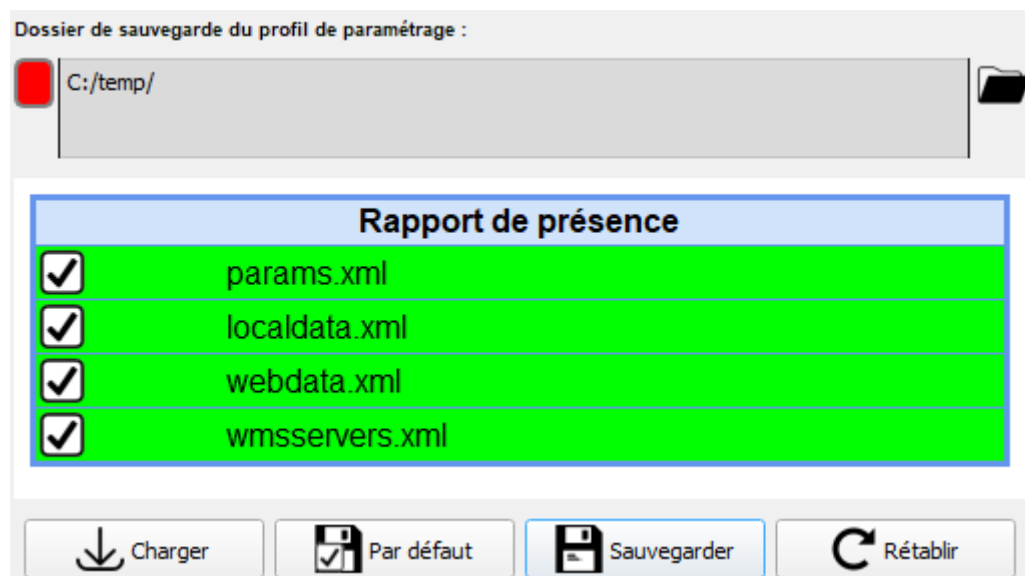 Dossier de sauvegarde du profil de paramétrage :
C:/temp/
Rapport de présence
params.xml
localdata.xml
webdata.xml
wmsservers.xml
Charger
Par défaut
Sauvegarder
Rétablir